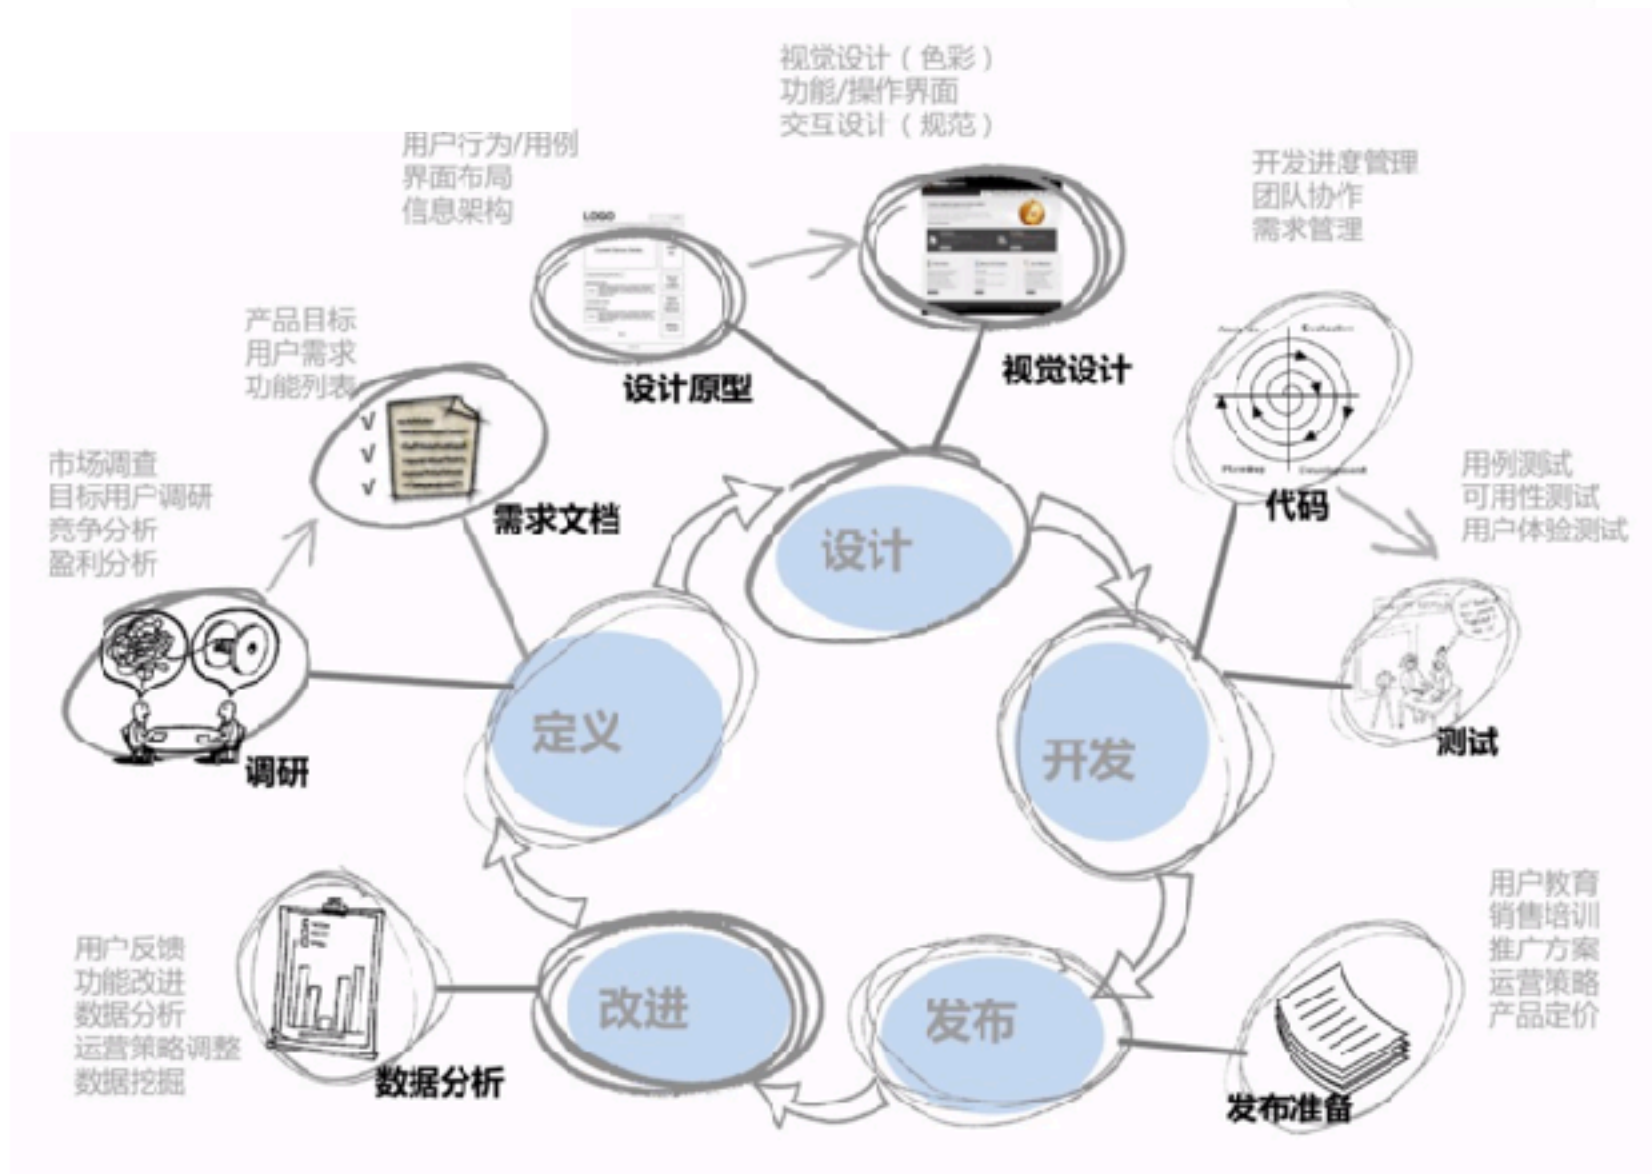 视觉设计（色彩）
功能/操作界面
交互设计（规范）
用户行为/用例
界面布局
信息架构
开发进度管理
团队协作
需求管理
LOGO
设计原型
视觉设计
产品目标
用户需求
功能列表
√
√
√
需求文档
代码
市场调查
目标用户调研
竞争分析
盈利分析
用例测试
可用性测试
用户体验测试
设计
定义
开发
调研
测试
用户反馈
功能改进
数据分析
运营策略调整
数据挖掘
数据分析
改进
发布
用户教育
销售培训
推广方案
运营策略
产品定价
发布准备